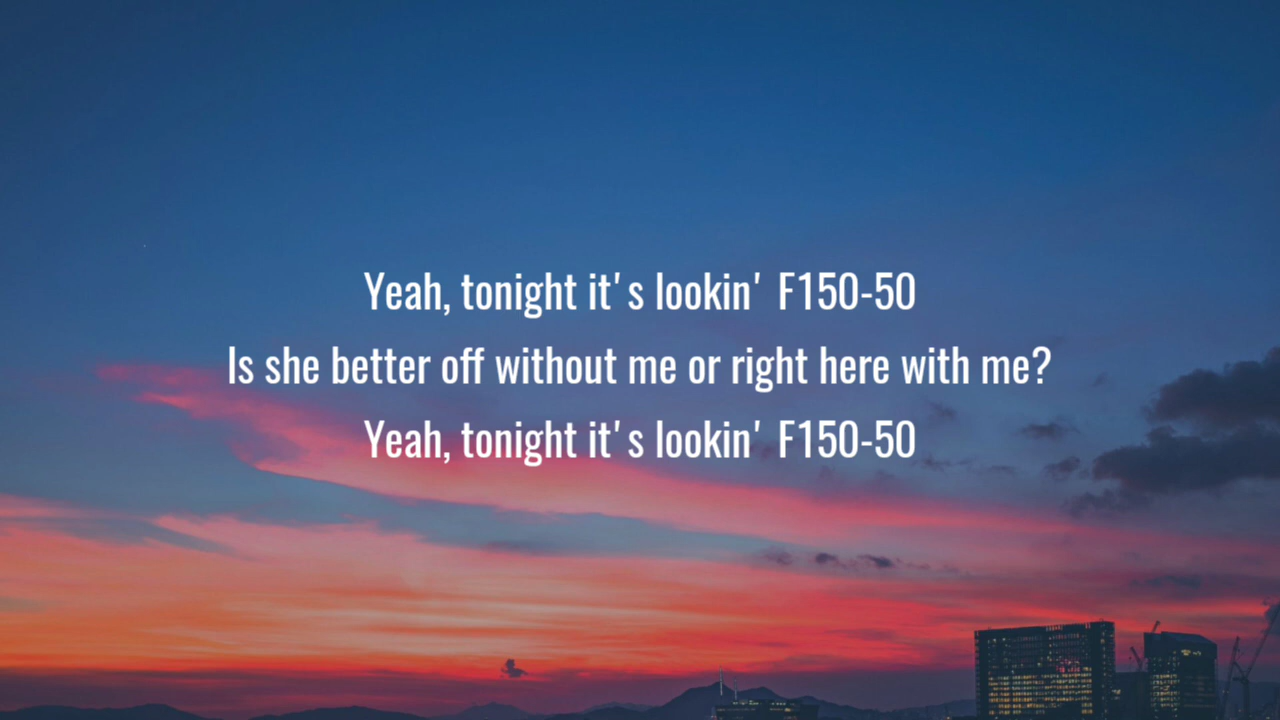 Yeah, tonight it's lookin' F150-50
Is she better off without me or right here with me?
Yeah, tonight it's lookin' F150-50